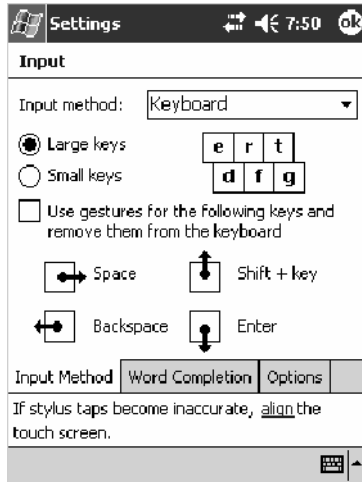 Settings 7:50 ok
Input
Input method: Keyboard
Large keys
e r t
Small keys
d f g
Use gestures for the following keys and
remove them from the keyboard
Space Shift + key
Backspace Enter
Input Method Word Completion Options
If stylus taps become inaccurate, align the
touch screen.